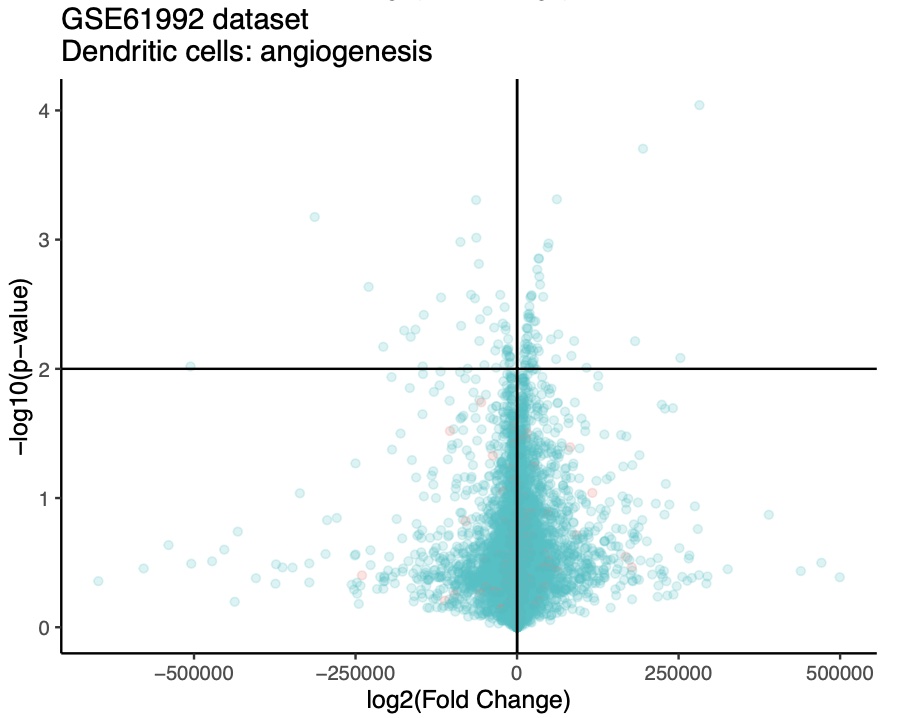 GSE61992 dataset
Dendritic cells: angiogenesis
4
3
2
1
0
−log10(p−value)
−500000
−250000
0
250000
500000
log2(Fold Change)